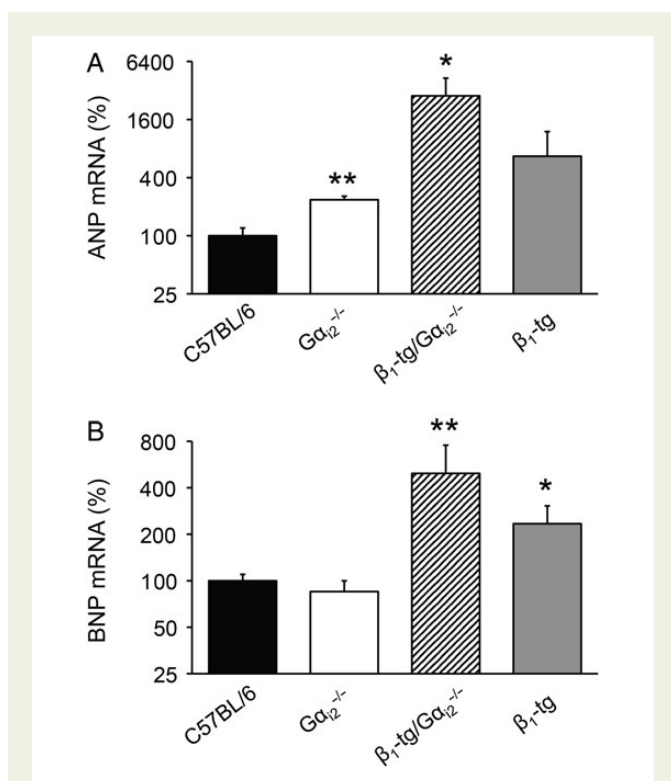 A
ANP mRNA (%)
6400
1600
400
100
25
*
**
C57BL/6
Gαi2-/-
β1-tg/Gαi2-/-
β1-tg
B
BNP mRNA (%)
800
400
200
100
50
25
**
*
C57BL/6
Gαi2-/-
β1-tg/Gαi2-/-
β1-tg